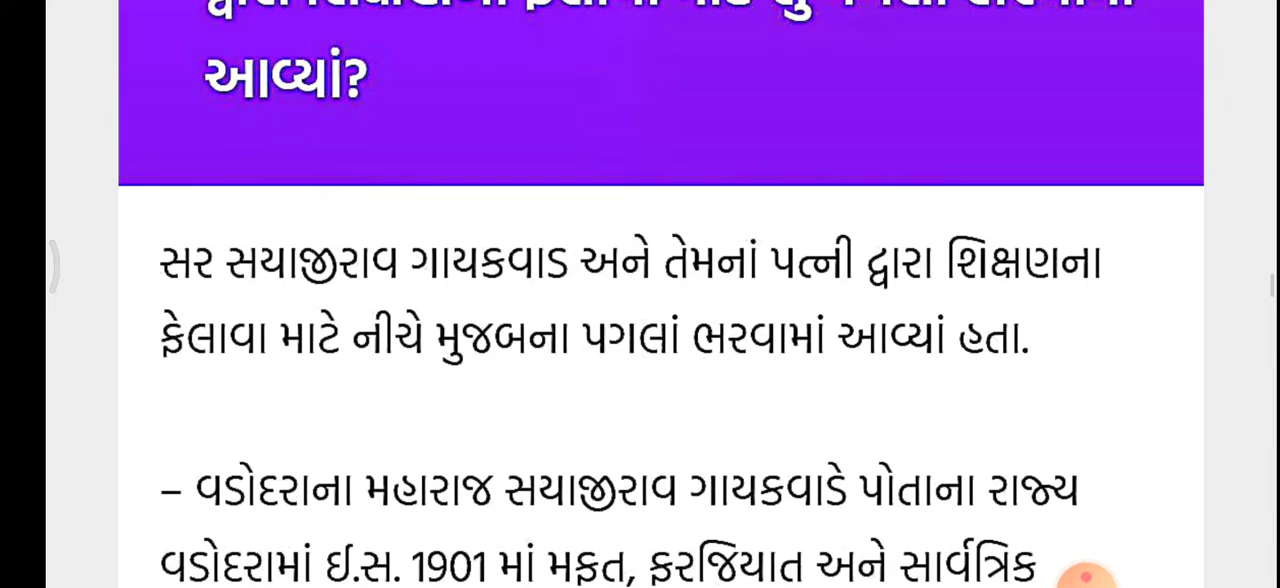 આવ્યાં?
સર સયાજીરાવ ગાયકવાડ અને તેમનાં પત્ની દ્વારા શિક્ષણના
ફેલાવા માટે નીચે મુજબના પગલાં ભરવામાં આવ્યાં હતા.
– વડોદરાના મહારાજ સયાજીરાવ ગાયકવાડે પોતાના રાજ્ય
વડોદરામાં ઈ.સ. 1901 માં મફત, ફરજિયાત અને સાર્વત્રિક